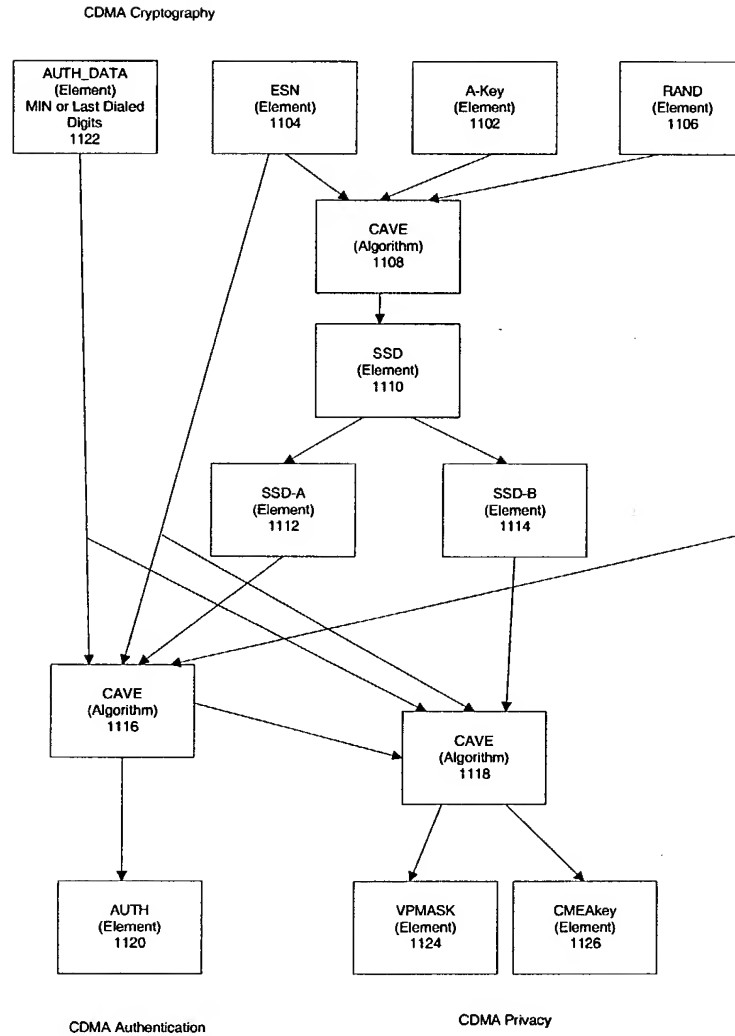 CDMA Cryptography
AUTH_DATA
(Element)
MIN or Last Dialed
Digits
1122
ESN
(Element)
1104
A-Key
(Element)
1102
RAND
(Element)
1106
CAVE
(Algorithm)
1108
SSD
(Element)
1110
SSD-A
(Element)
1112
SSD-B
(Element)
1114
CAVE
(Algorithm)
1116
CAVE
(Algorithm)
1118
AUTH
(Element)
1120
VPMASK
(Element)
1124
CMEAkey
(Element)
1126
CDMA Authentication
CDMA Privacy